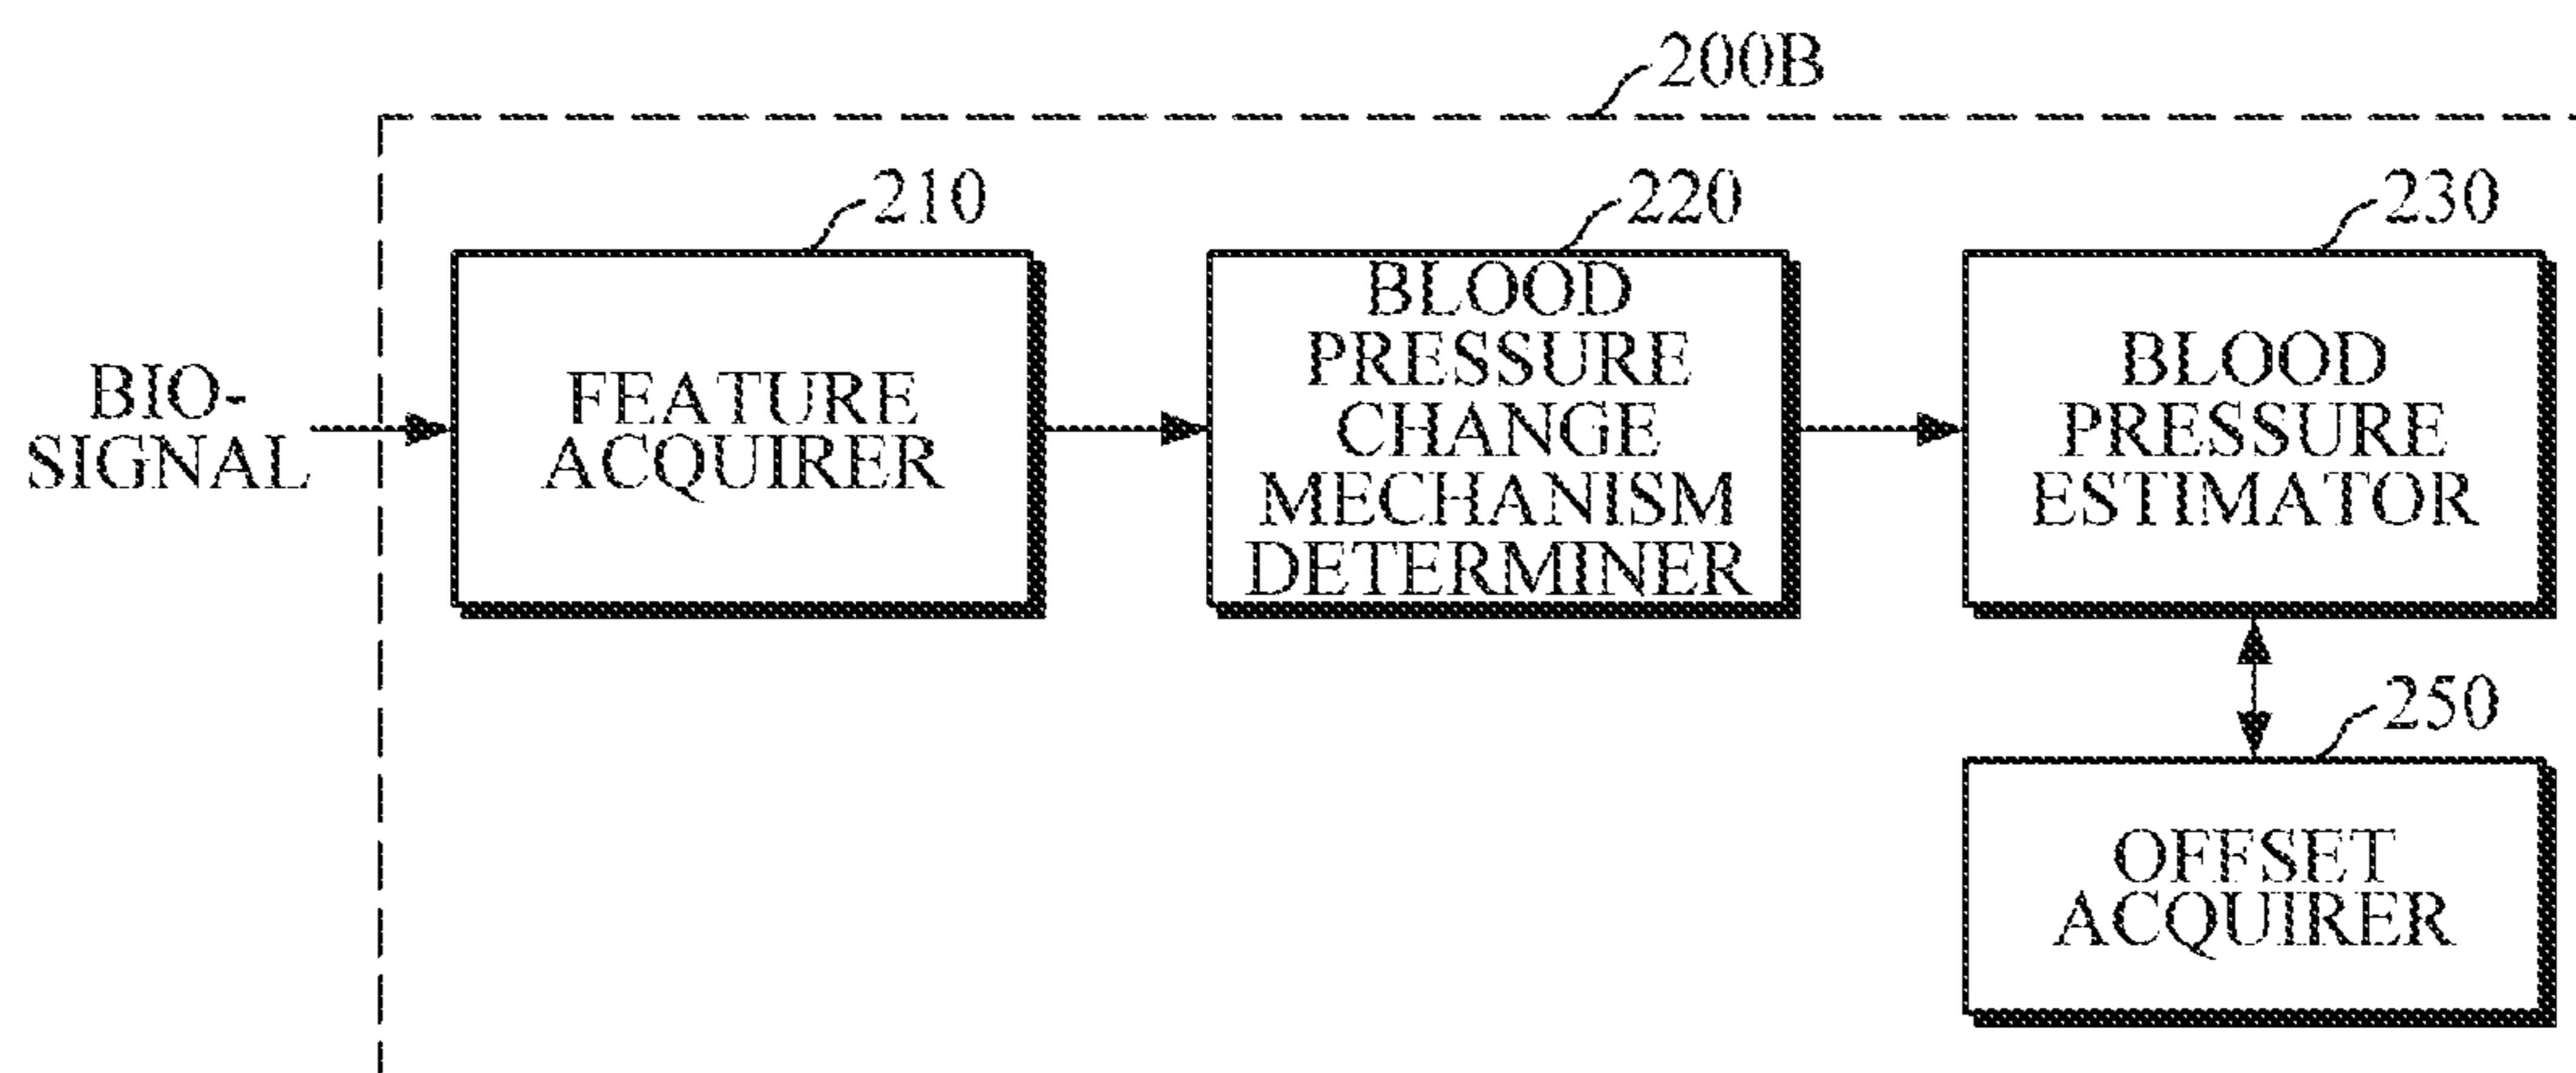 200B
210
220
230
BIO-
SIGNAL
FEATURE
ACQUIRER
BLOOD
PRESSURE
CHANGE
MECHANISM
DETERMINER
BLOOD
PRESSURE
ESTIMATOR
250
OFFSET
ACQUIRER